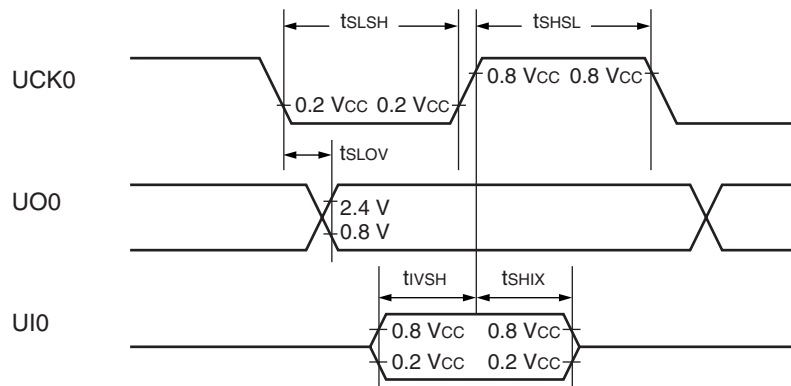 tSLSH tSHSL
UCK0
0.8 VCC 0.8 VCC
0.2 VCC 0.2 VCC
tSLOV
UO0
2.4 V
0.8 V
tIVSH tSHIX
UI0
0.8 VCC 0.8 VCC
0.2 VCC 0.2 VCC